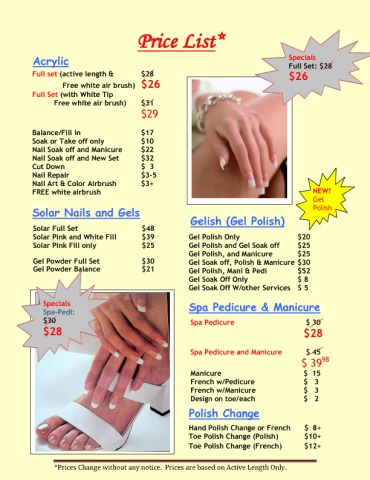 Price List*
Specials
Full Set: $28
$26
Acrylic
Full set (active length & $28
Free white air brush) $26
Full Set (with White Tip
Free white air brush) $31
$29
Balance/Fill in $17
Soak or Take off only $10
Nail Soak off and Manicure $22
Nail Soak off and New Set $32
Cut Down $ 3
Nail Repair $3-5
Nail Art & Color Airbrush $3+
FREE white airbrush
NEW!
Gel
Polish
Solar Nails and Gels
Solar Full Set $48
Solar Pink and White Fill $39
Solar Pink Fill only $25
Gel Powder Full Set $30
Gel Powder Balance $21
Specials
Spa-Pedi:
$30
$28
Gelish (Gel Polish)
Gel Polish Only $20
Gel Polish and Gel Soak off $25
Gel Polish, and Manicure $25
Gel Soak off, Polish & Manicure $30
Gel Polish, Mani & Pedi $52
Gel Soak Off Only $ 8
Gel Soak Off W/other Services $ 5
Spa Pedicure & Manicure
Spa Pedicure $ 30
$28
Spa Pedicure and Manicure $ 45
$ 39⁹⁸
Manicure $ 15
French w/Pedicure $ 3
French w/Manicure $ 3
Design on toe/each $ 2
Polish Change
Hand Polish Change or French $ 8+
Toe Polish Change (Polish) $10+
Toe Polish Change (French) $12+
*Prices Change without any notice. Prices are based on Active Length Only.